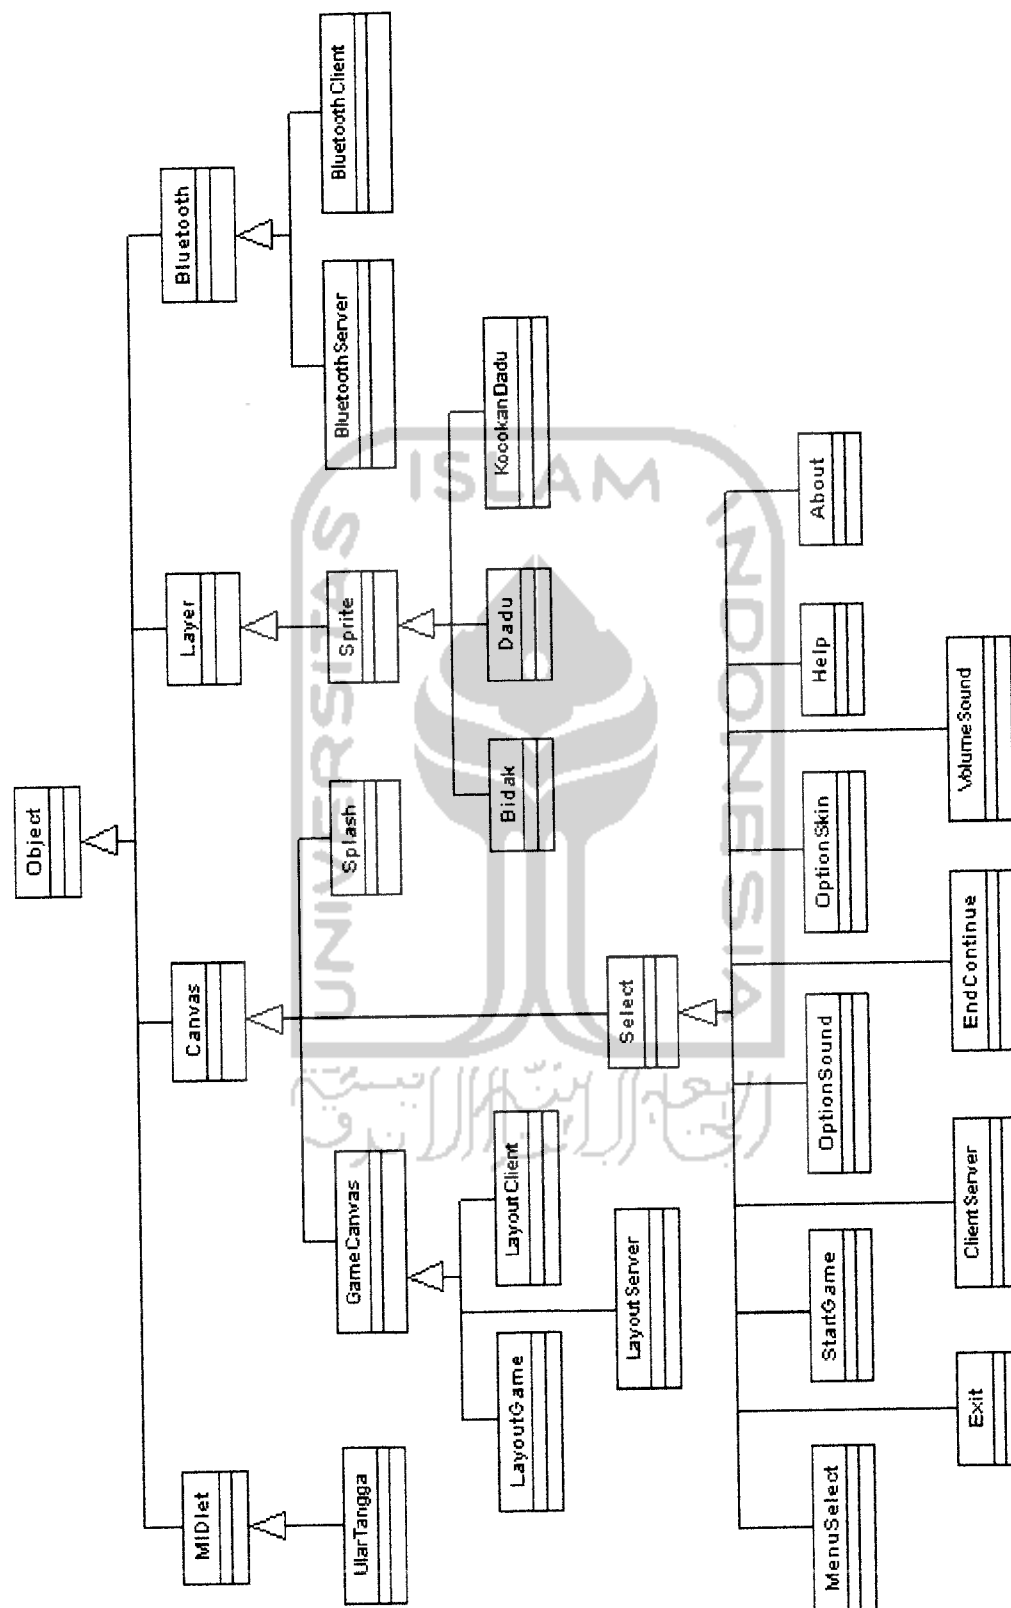 Object
MIDlet
Canvas
Layer
Bluetooth
UlarTangga
GameCanvas
Splash
Sprite
BluetoothServer
BluetoothClient
LayoutGame
LayoutClient
Bidak
Dadu
KocokanDadu
LayoutServer
Select
MenuSelect
StartGame
OptionSound
OptionSkin
Help
About
Exit
ClientServer
EndContinue
VolumeSound
UNIVERSITAS
ISLAM
INDONESIA